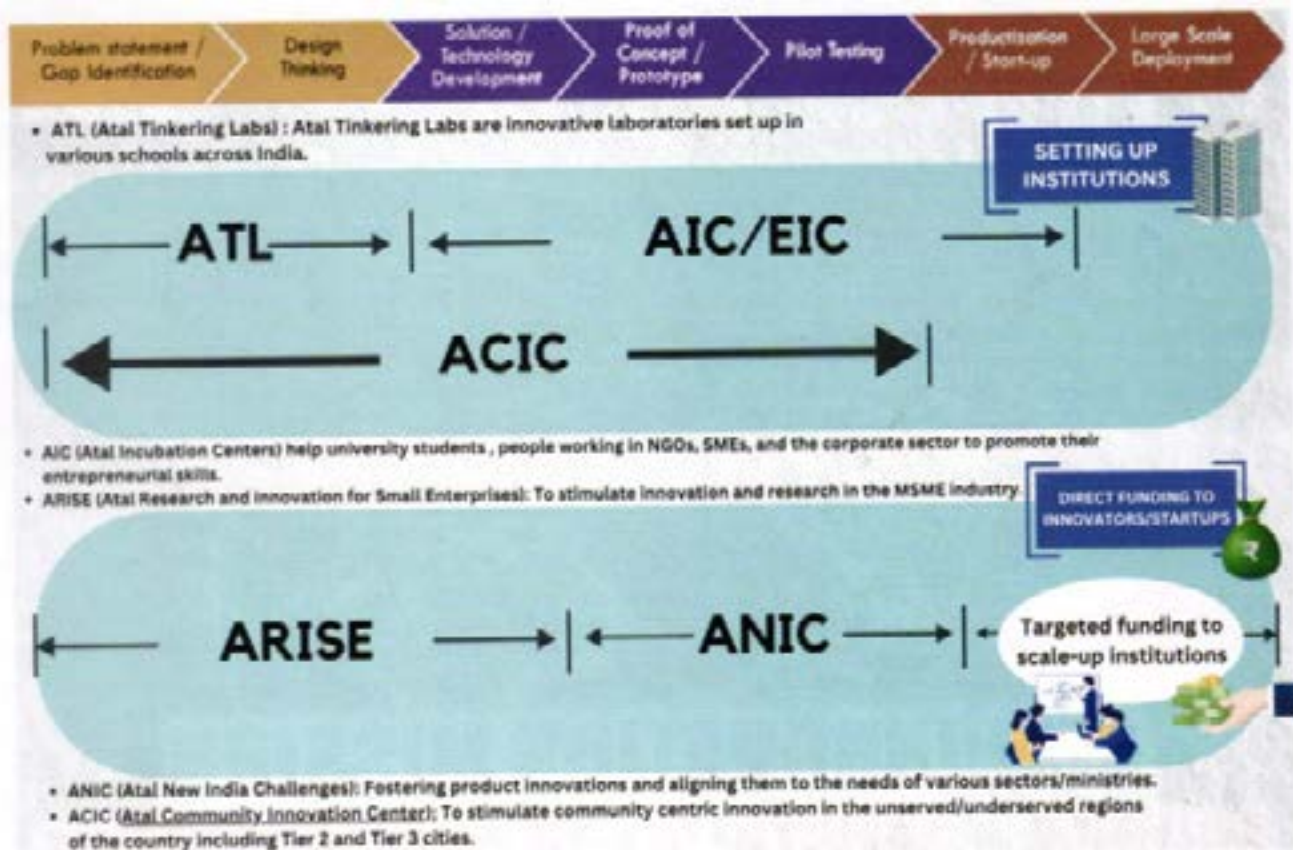 Problem statement /
Gap Identification
Design
Thinking
Solution /
Technology
Development
Proof of
Concept /
Prototype
Pilot Testing
Productisation
/ Start-up
Large Scale
Deployment
• ATL (Atal Tinkering Labs) : Atal Tinkering Labs are innovative laboratories set up in
various schools across India.
SETTING UP
INSTITUTIONS
ATL
AIC/EIC
ACIC
• AIC (Atal Incubation Centers) help university students , people working in NGOs, SMEs, and the corporate sector to promote their
entrepreneurial skills.
• ARISE (Atal Research and Innovation for Small Enterprises): To stimulate innovation and research in the MSME industry
DIRECT FUNDING TO
INNOVATORS/STARTUPS
₹
ARISE
ANIC
Targeted funding to
scale-up institutions
• ANIC (Atal New India Challenges): Fostering product innovations and aligning them to the needs of various sectors/ministries.
• ACIC (Atal Community Innovation Center): To stimulate community centric innovation in the unserved/underserved regions
of the country including Tier 2 and Tier 3 cities.